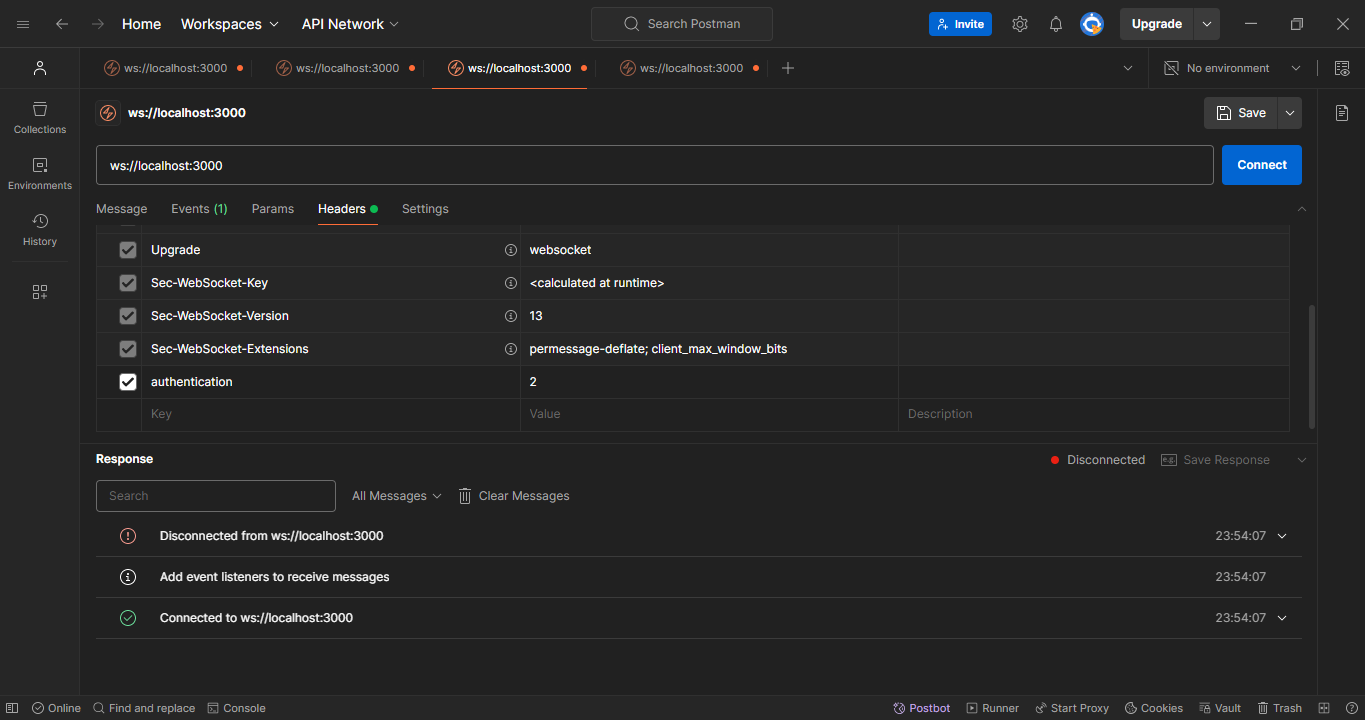 Home Workspaces API Network Search Postman Invite Upgrade
ws://localhost:3000 ws://localhost:3000 ws://localhost:3000 ws://localhost:3000 No environment
ws://localhost:3000 Save
Collections
ws://localhost:3000 Connect
Environments
Message Events (1) Params Headers Settings
History
Upgrade websocket
Sec-WebSocket-Key <calculated at runtime>
Sec-WebSocket-Version 13
Sec-WebSocket-Extensions permessage-deflate; client_max_window_bits
authentication 2
Key Value Description
Response Disconnected e.g. Save Response
Search All Messages Clear Messages
Disconnected from ws://localhost:3000 23:54:07
Add event listeners to receive messages 23:54:07
Connected to ws://localhost:3000 23:54:07
Online Find and replace Console Postbot Runner Start Proxy Cookies Vault Trash